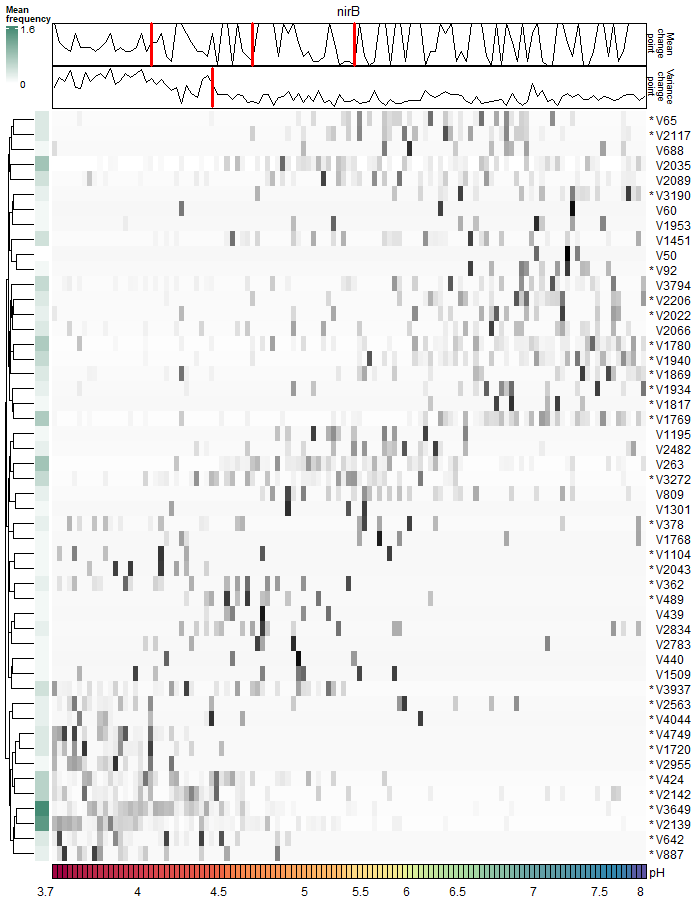 nirB
Mean
frequency
1.6
0
Mean
change
point
Variance
change
point
* V65
* V2117
V688
V2035
V2089
* V3190
V60
V1953
V1451
V50
* V92
V3794
* V2206
* V2022
V2066
* V1780
* V1940
* V1869
* V1934
* V1817
* V1769
V1195
V2482
V263
* V3272
V809
V1301
* V378
V1768
* V1104
* V2043
* V362
* V489
V439
V2834
V2783
V440
V1509
* V3937
* V2563
* V4044
* V4749
* V1720
* V2955
* V424
* V2142
* V3649
* V2139
* V642
* V887
pH
3.7 4 4.5 5 5.5 6 6.5 7 7.5 8